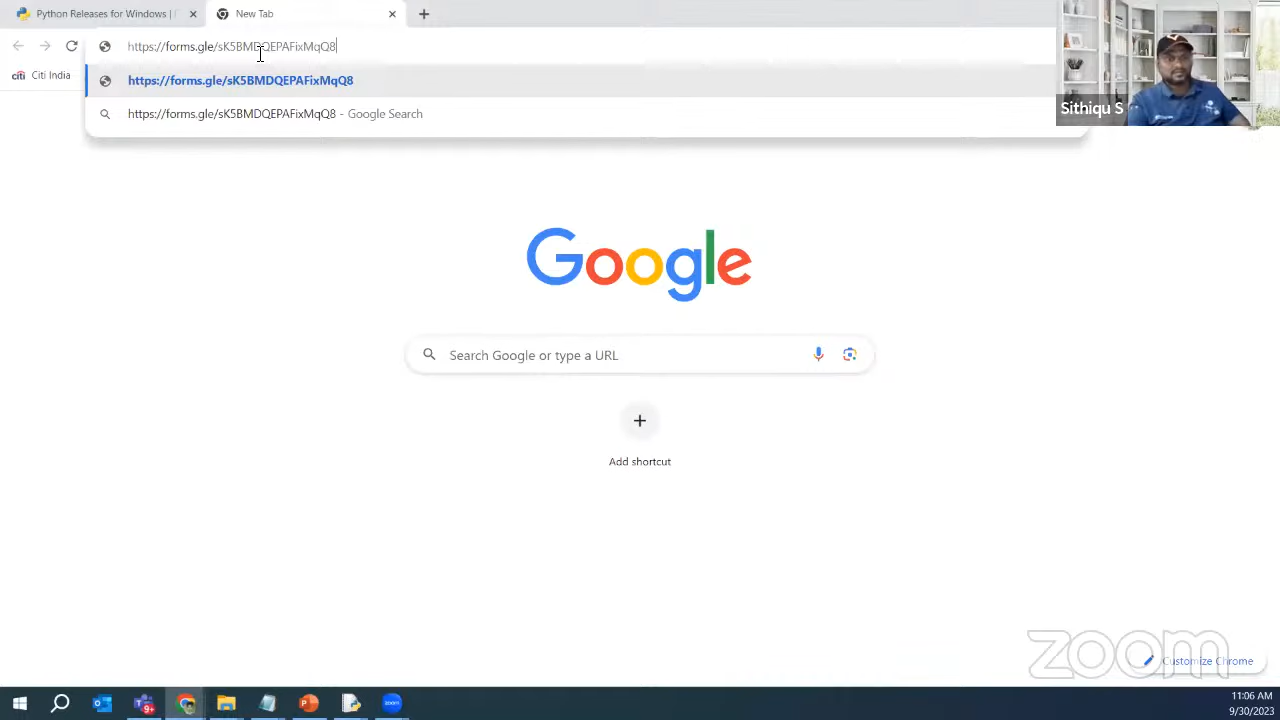 Python Releases for Windows |
New Tab
https://forms.gle/sK5BMDQEPAFixMqQ8
Citi India
https://forms.gle/sK5BMDQEPAFixMqQ8
https://forms.gle/sK5BMDQEPAFixMqQ8 - Google Search
Sithiqu S
Google
Search Google or type a URL
Add shortcut
zoom
Customize Chrome
zoom
11:06 AM
9/30/2023